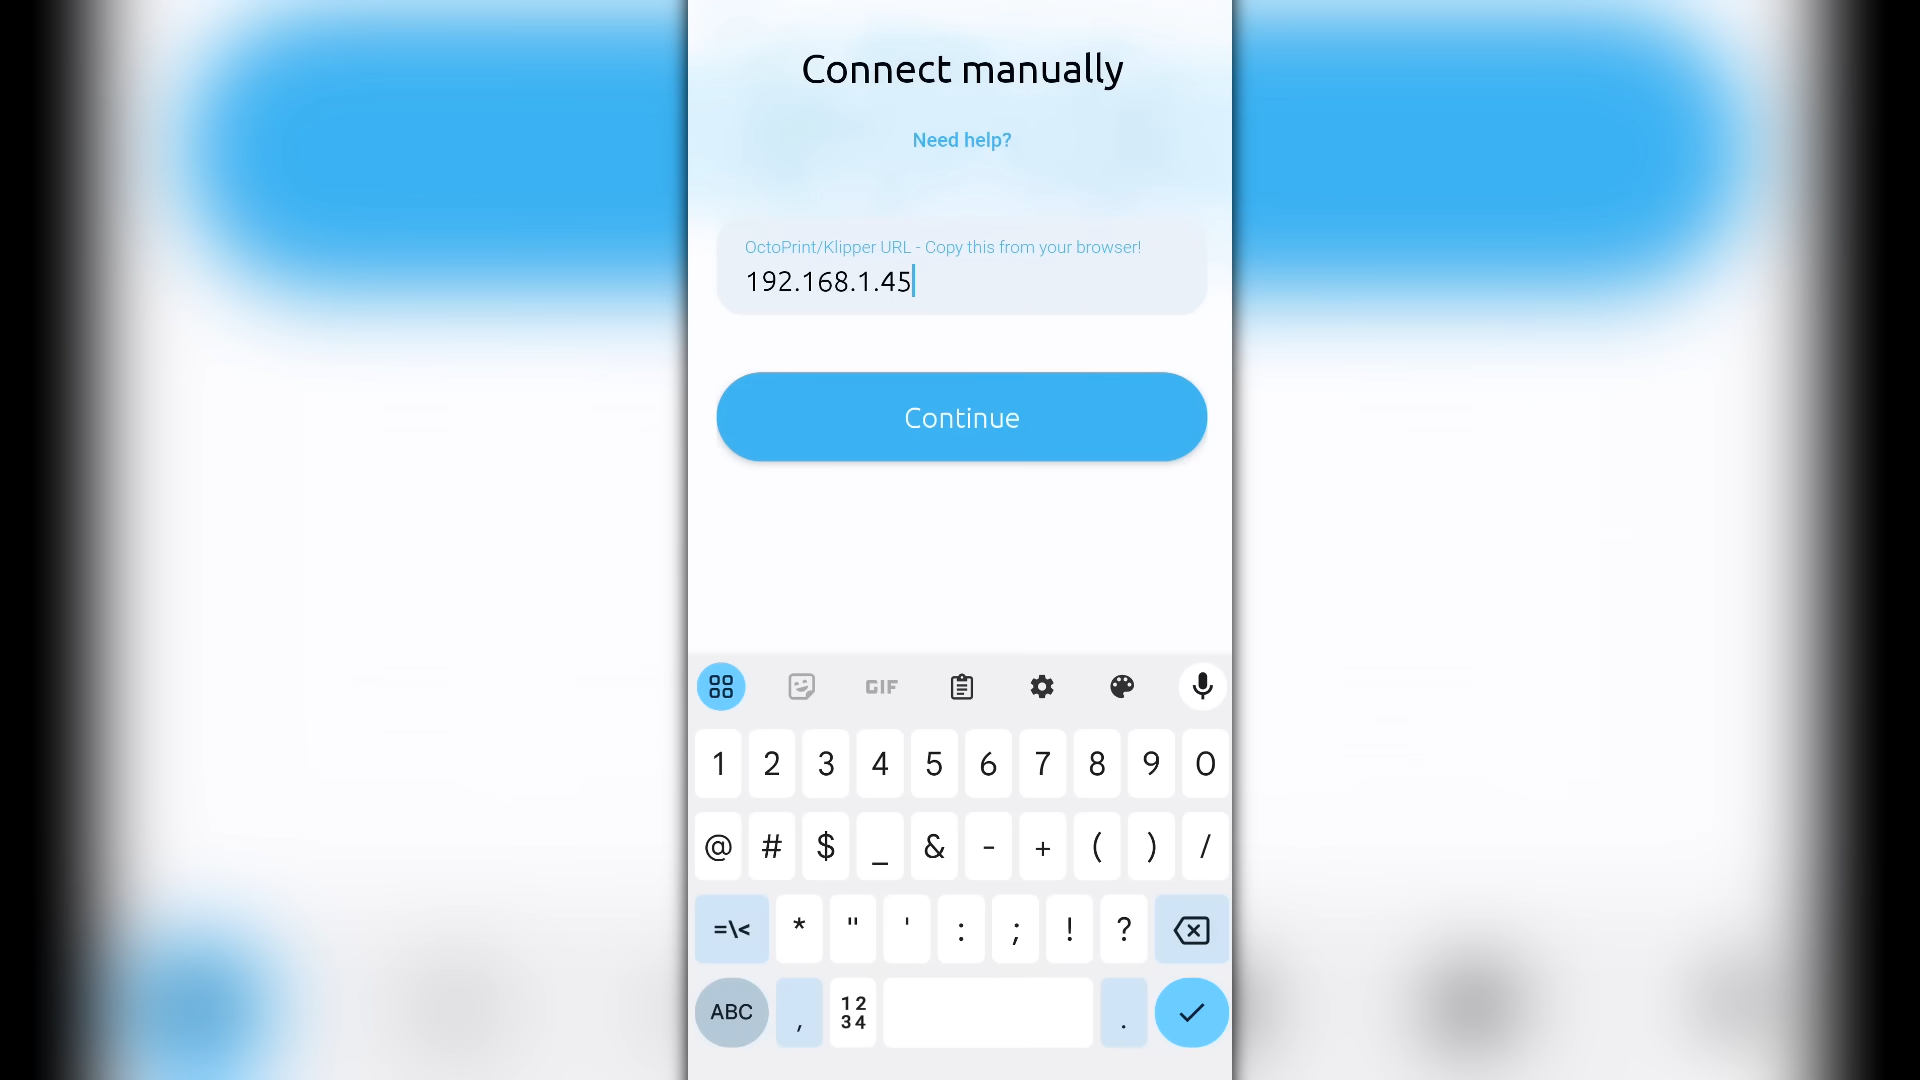 Connect manually
Need help?
OctoPrint/Klipper URL - Copy this from your browser!
192.168.1.45
Continue
GIF
1 2 3 4 5 6 7 8 9 0
@ # $ _ & - + ( ) /
=\< * " ' : ; ! ?
ABC , 12 34 .